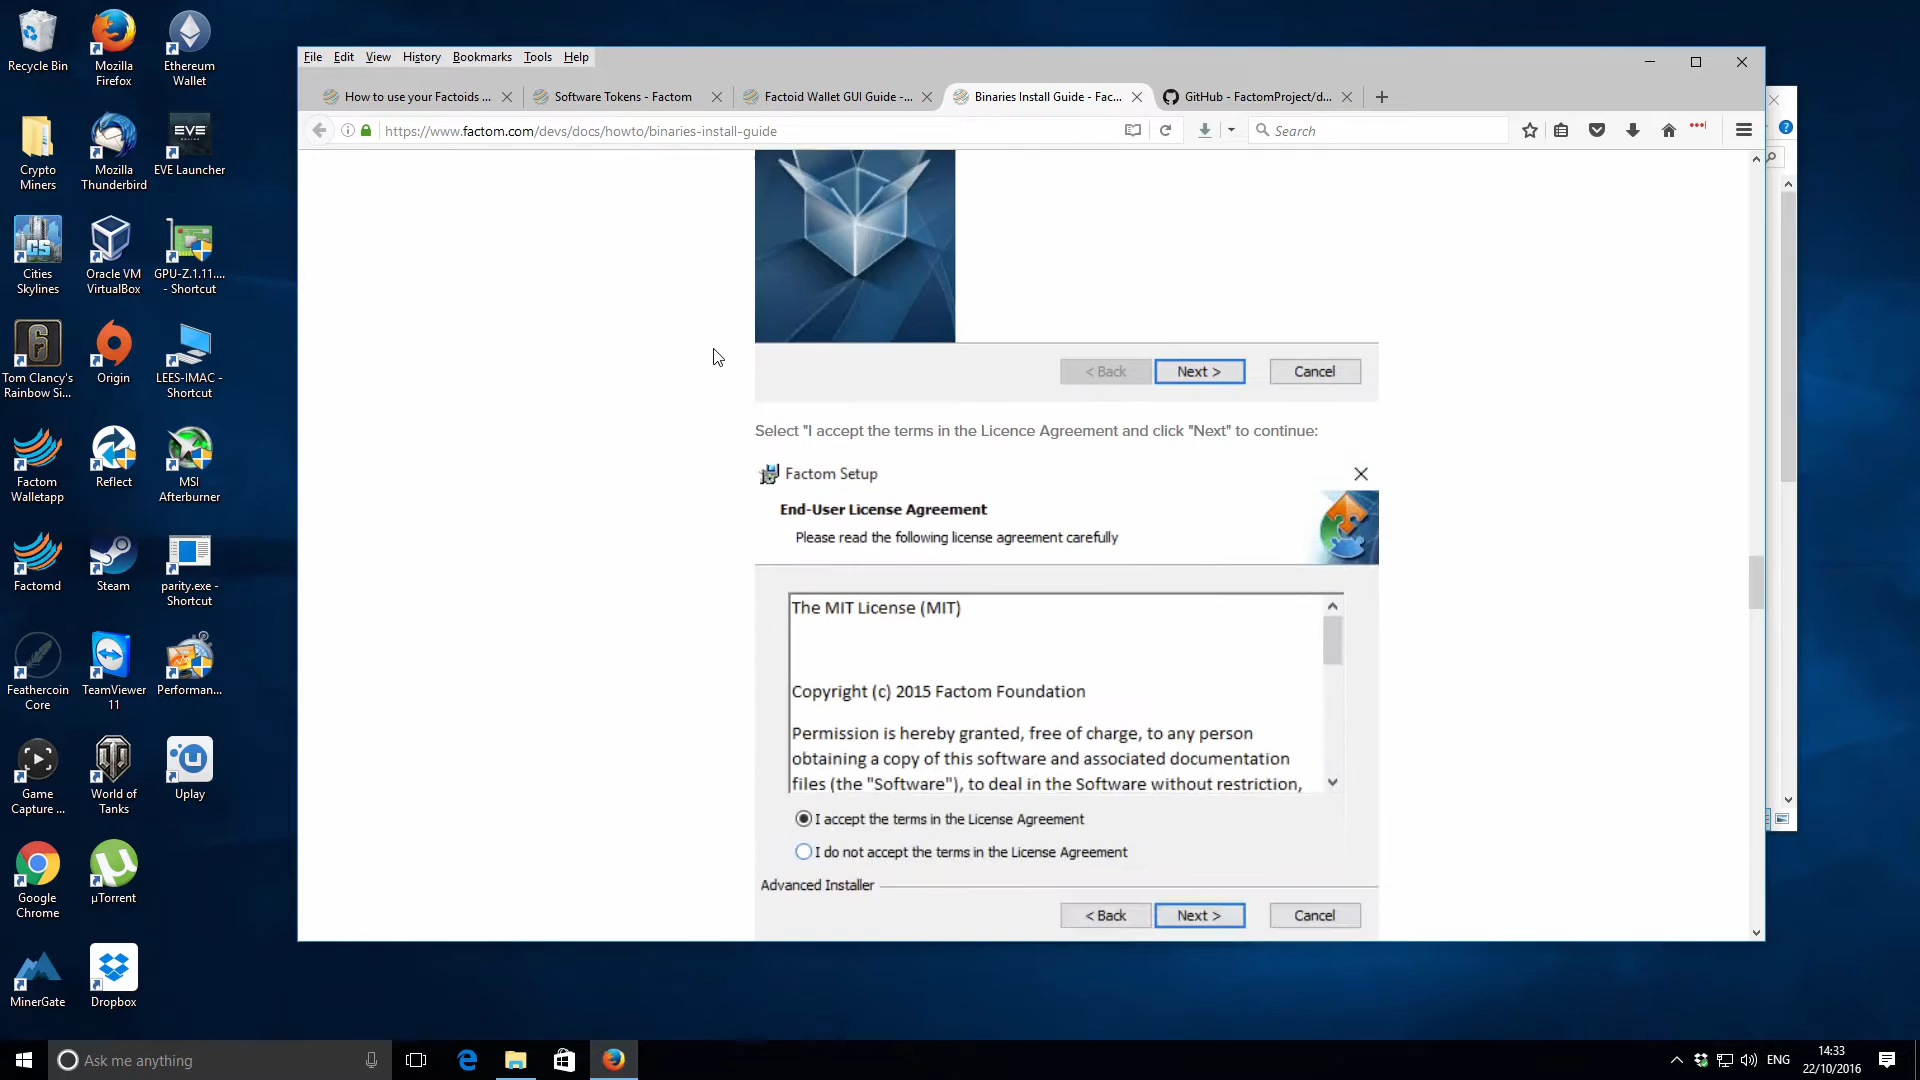 Recycle Bin
Mozilla
Firefox
Ethereum
Wallet
Crypto
Miners
Mozilla
Thunderbird
EVE
EVE Launcher
CS
Cities
Skylines
Oracle VM
VirtualBox
GPU-Z.1.11....
- Shortcut
6
Tom Clancy's
Rainbow Si...
Origin
LEES-IMAC -
Shortcut
Factom
Walletapp
Reflect
MSI
Afterburner
Factomd
Steam
parity.exe -
Shortcut
Feathercoin
Core
TeamViewer
11
Performan...
Game
Capture ...
World of
Tanks
Uplay
Google
Chrome
µTorrent
MinerGate
Dropbox
File Edit View History Bookmarks Tools Help
How to use your Factoids ...
Software Tokens - Factom
Factoid Wallet GUI Guide -...
Binaries Install Guide - Fac...
GitHub - FactomProject/d...
https://www.factom.com/devs/docs/howto/binaries-install-guide
Search
< Back Next > Cancel
Select "I accept the terms in the Licence Agreement and click "Next" to continue:
Factom Setup
End-User License Agreement
Please read the following license agreement carefully
The MIT License (MIT)
Copyright (c) 2015 Factom Foundation
Permission is hereby granted, free of charge, to any person
obtaining a copy of this software and associated documentation
files (the "Software"), to deal in the Software without restriction,
I accept the terms in the License Agreement
I do not accept the terms in the License Agreement
Advanced Installer
< Back Next > Cancel
Ask me anything
ENG
14:33
22/10/2016